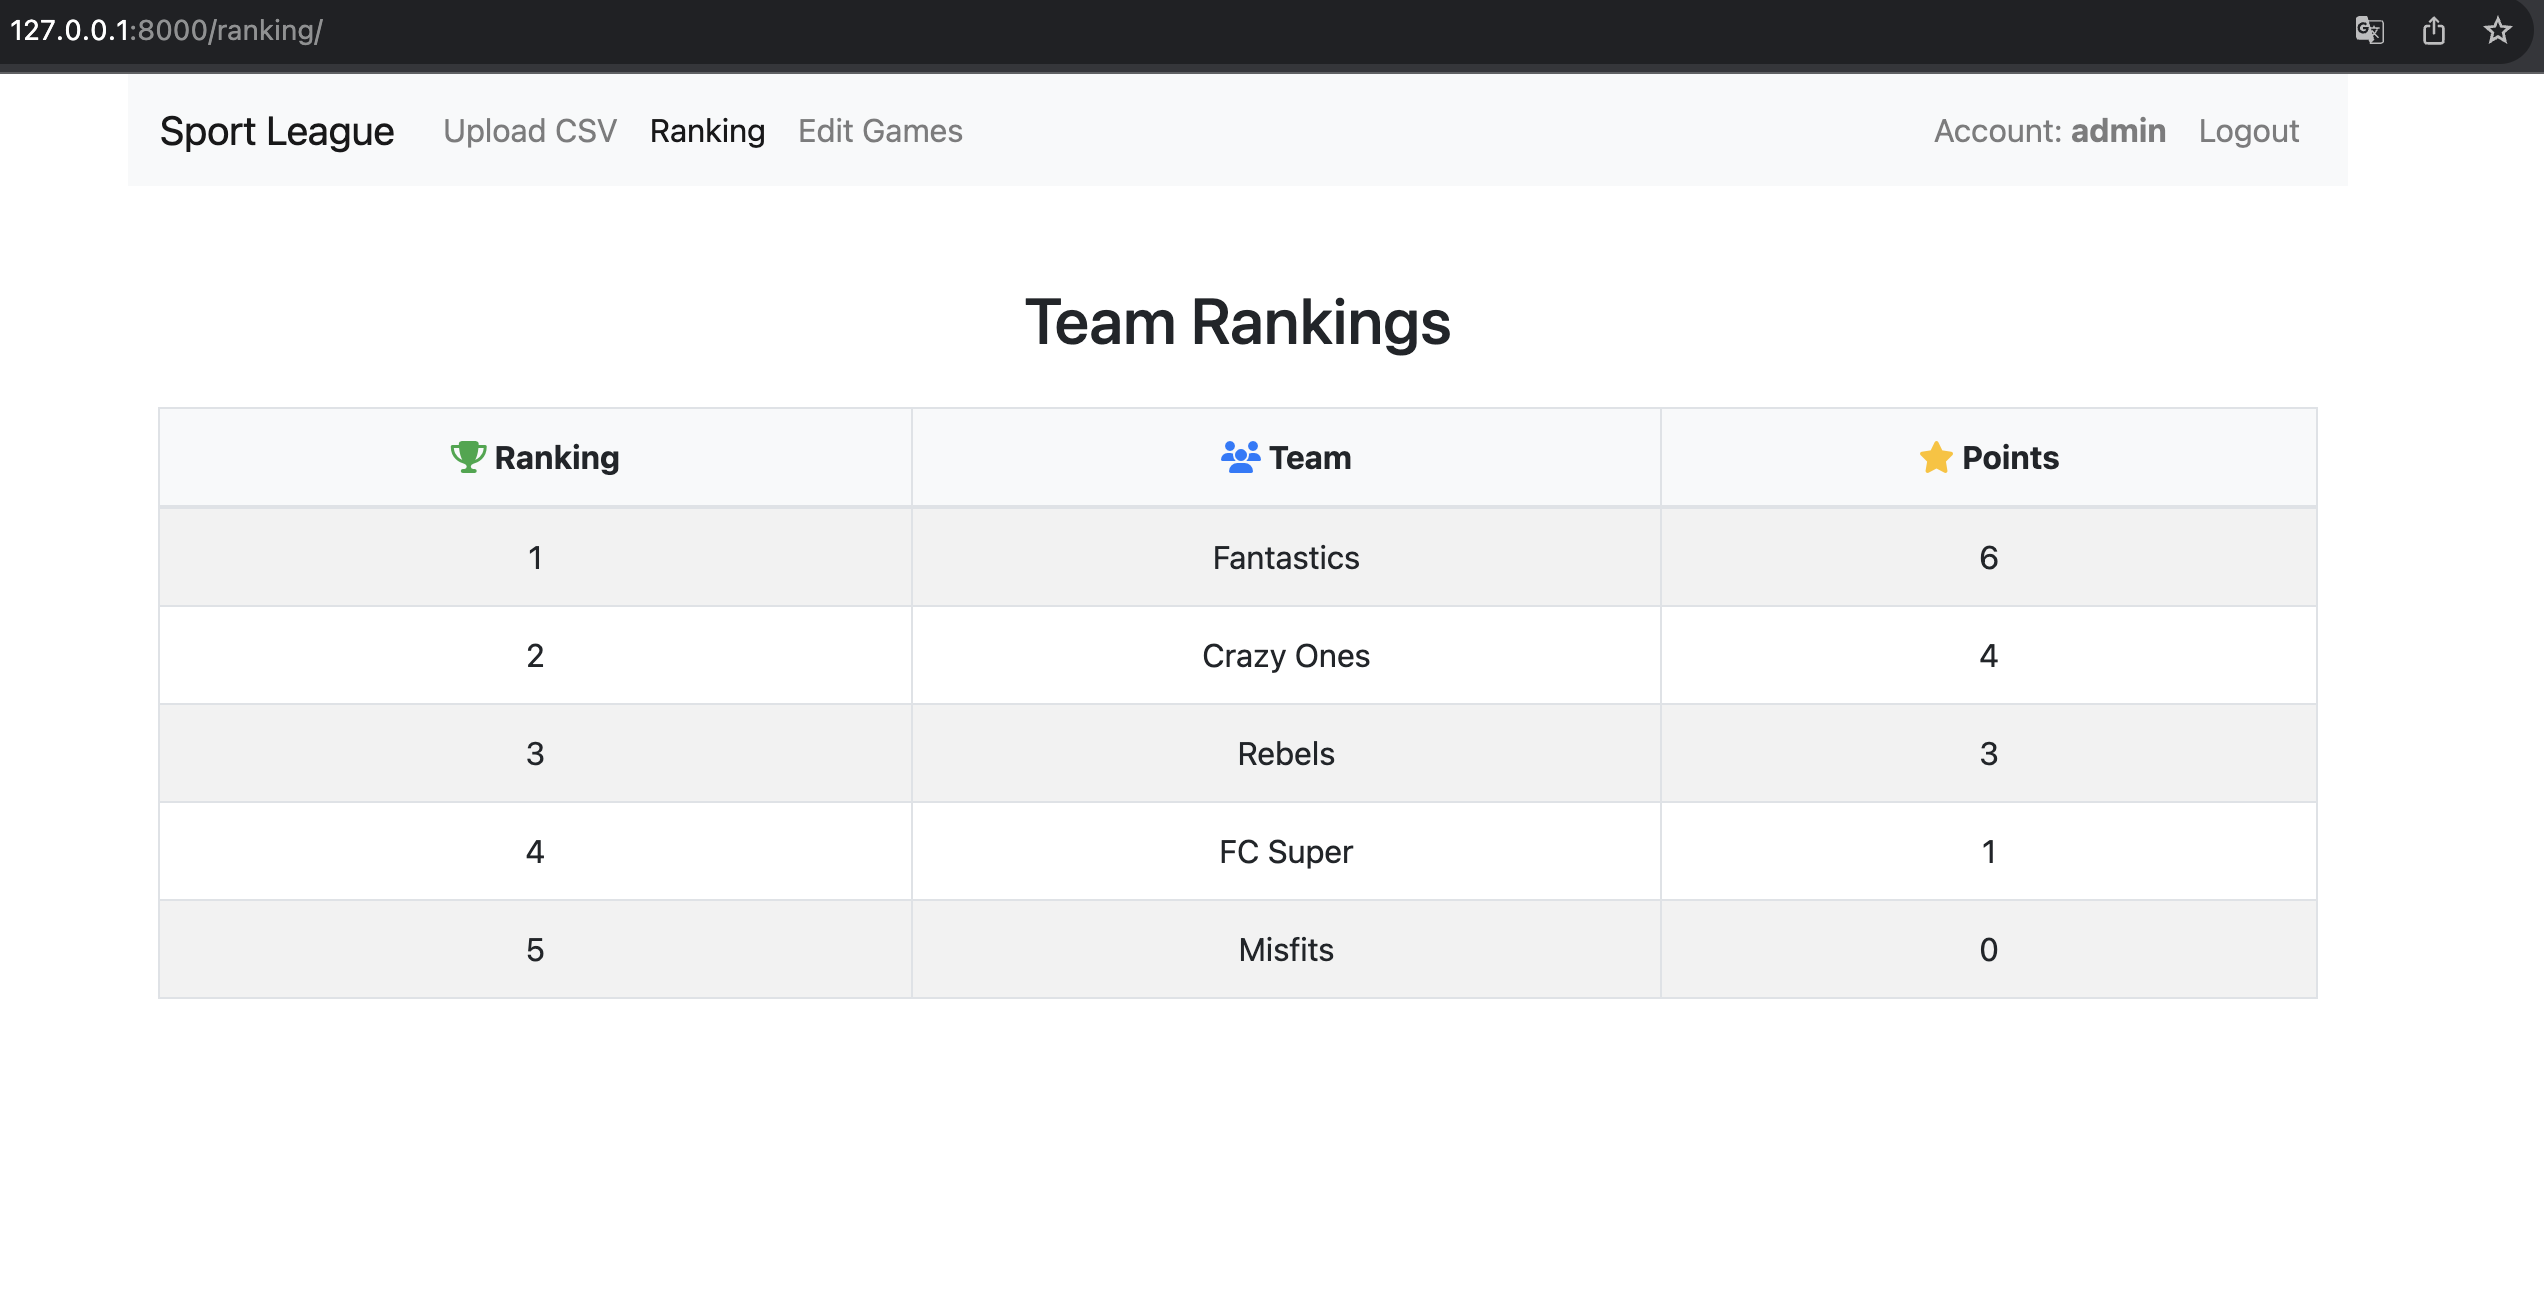 127.0.0.1:8000/ranking/
Sport League Upload CSV Ranking Edit Games Account: admin Logout
Team Rankings
Ranking Team Points
1 Fantastics 6
2 Crazy Ones 4
3 Rebels 3
4 FC Super 1
5 Misfits 0